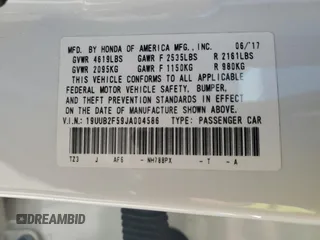 MFD. BY HONDA OF AMERICA MFG., INC. 06/17
GVWR 4619LBS GAWR F 2535LBS R 2161LBS
GVWR 2095KG GAWR F 1150KG R 980KG
THIS VEHICLE CONFORMS TO ALL APPLICABLE
FEDERAL MOTOR VEHICLE SAFETY, BUMPER,
AND THEFT PREVENTION STANDARDS IN EFFECT
ON THE DATE OF MANUFACTURE SHOWN ABOVE.
V.I.N.: 19UUB2F59JA004586 TYPE: PASSENGER CAR
TZ3 J AF6 - NH788PX - T - A
DREAMBID